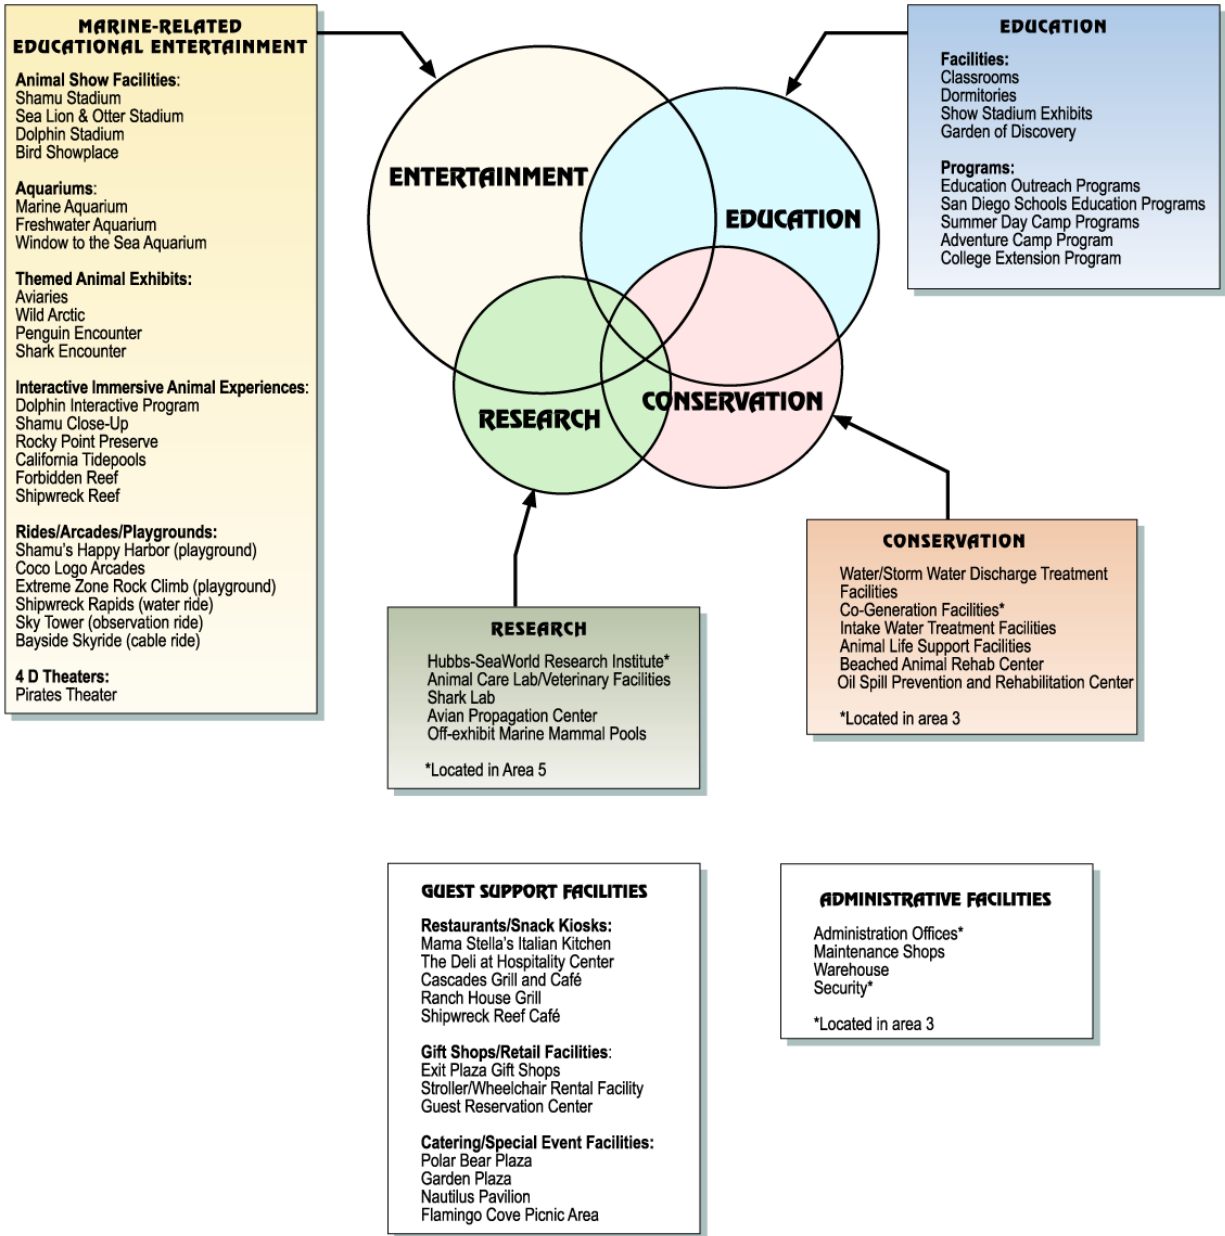 MARINE-RELATED
EDUCATIONAL ENTERTAINMENT
Animal Show Facilities:
Shamu Stadium
Sea Lion & Otter Stadium
Dolphin Stadium
Bird Showplace
Aquariums:
Marine Aquarium
Freshwater Aquarium
Window to the Sea Aquarium
Themed Animal Exhibits:
Aviaries
Wild Arctic
Penguin Encounter
Shark Encounter
Interactive Immersive Animal Experiences:
Dolphin Interactive Program
Shamu Close-Up
Rocky Point Preserve
California Tidepools
Forbidden Reef
Shipwreck Reef
Rides/Arcades/Playgrounds:
Shamu's Happy Harbor (playground)
Coco Logo Arcades
Extreme Zone Rock Climb (playground)
Shipwreck Rapids (water ride)
Sky Tower (observation ride)
Bayside Skyride (cable ride)
4 D Theaters:
Pirates Theater
ENTERTAINMENT
EDUCATION
RESEARCH
CONSERVATION
EDUCATION
Facilities:
Classrooms
Dormitories
Show Stadium Exhibits
Garden of Discovery
Programs:
Education Outreach Programs
San Diego Schools Education Programs
Summer Day Camp Programs
Adventure Camp Program
College Extension Program
CONSERVATION
Water/Storm Water Discharge Treatment
Facilities
Co-Generation Facilities*
Intake Water Treatment Facilities
Animal Life Support Facilities
Beached Animal Rehab Center
Oil Spill Prevention and Rehabilitation Center
*Located in area 3
RESEARCH
Hubbs-SeaWorld Research Institute*
Animal Care Lab/Veterinary Facilities
Shark Lab
Avian Propagation Center
Off-exhibit Marine Mammal Pools
*Located in Area 5
GUEST SUPPORT FACILITIES
Restaurants/Snack Kiosks:
Mama Stella's Italian Kitchen
The Deli at Hospitality Center
Cascades Grill and Café
Ranch House Grill
Shipwreck Reef Café
Gift Shops/Retail Facilities:
Exit Plaza Gift Shops
Stroller/Wheelchair Rental Facility
Guest Reservation Center
Catering/Special Event Facilities:
Polar Bear Plaza
Garden Plaza
Nautilus Pavilion
Flamingo Cove Picnic Area
ADMINISTRATIVE FACILITIES
Administration Offices*
Maintenance Shops
Warehouse
Security*
*Located in area 3